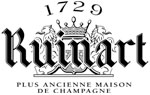 1729
Ruinart
PLUS ANCIENNE MAISON
DE CHAMPAGNE